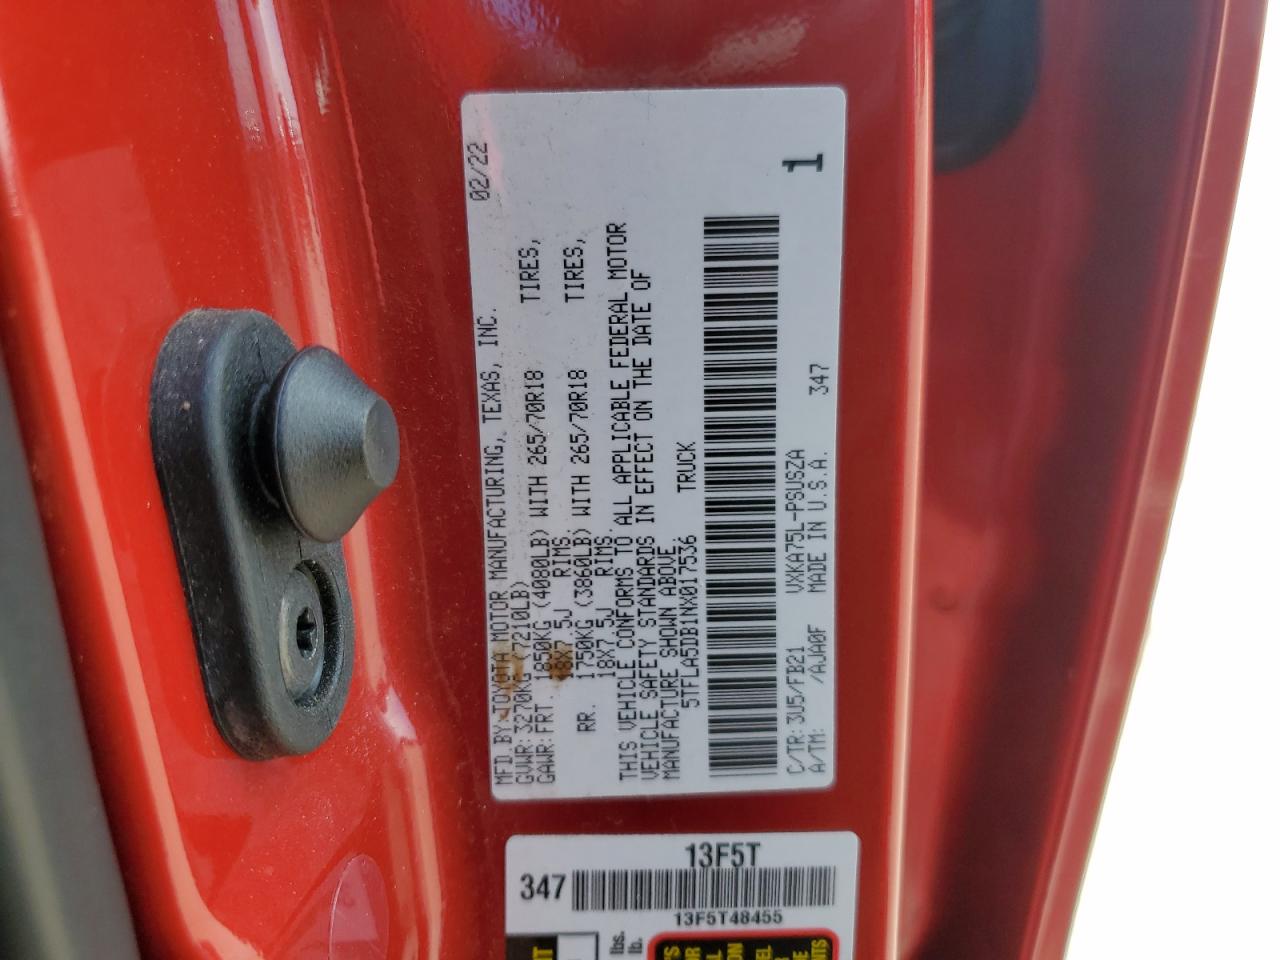 MFD.BY:TOYOTA MOTOR MANUFACTURING, TEXAS, INC. 02/22
GVWR:3270KG (7210LB)
GAWR:FRT. 1850KG (4080LB) WITH 265/70R18 TIRES,
18X7.5J RIMS.
RR. 1750KG (3860LB) WITH 265/70R18 TIRES,
18X7.5J RIMS.
THIS VEHICLE CONFORMS TO ALL APPLICABLE FEDERAL MOTOR
VEHICLE SAFETY STANDARDS IN EFFECT ON THE DATE OF
MANUFACTURE SHOWN ABOVE
5TFLA5DB1NX017536 TRUCK
C/TR:3U5/FB21 VXKA75L-PSUSZA
A/TM: /AJA0F MADE IN U.S.A. 347
1
13F5T
347
13F5T48455
lbs.
lb.